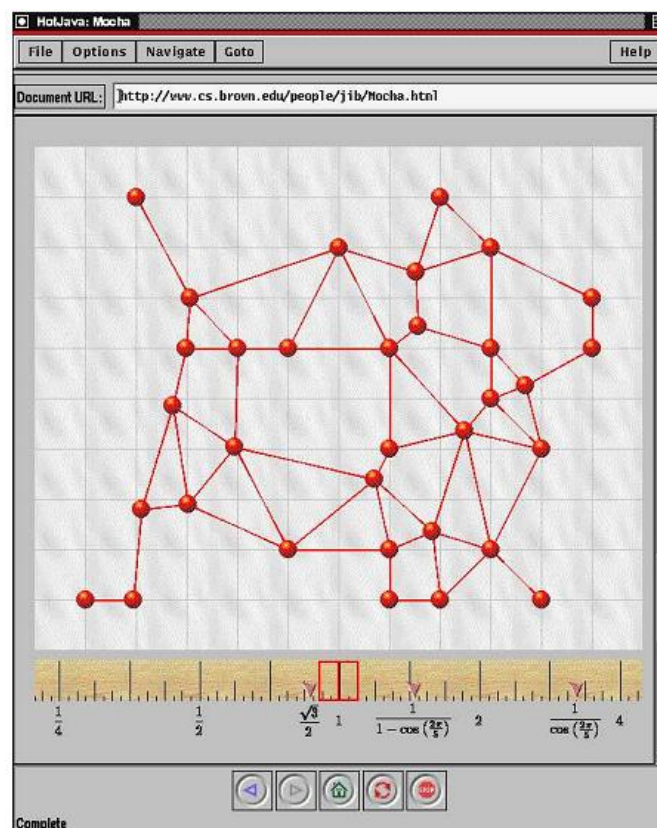 HotJava: Mocha
File Options Navigate Goto Help
Document URL: http://www.cs.brown.edu/people/jib/Mocha.html
1/4 1/2 √3/2 1 1/(1 − cos(2π/5)) 2 1/cos(2π/5) 4
STOP
Complete